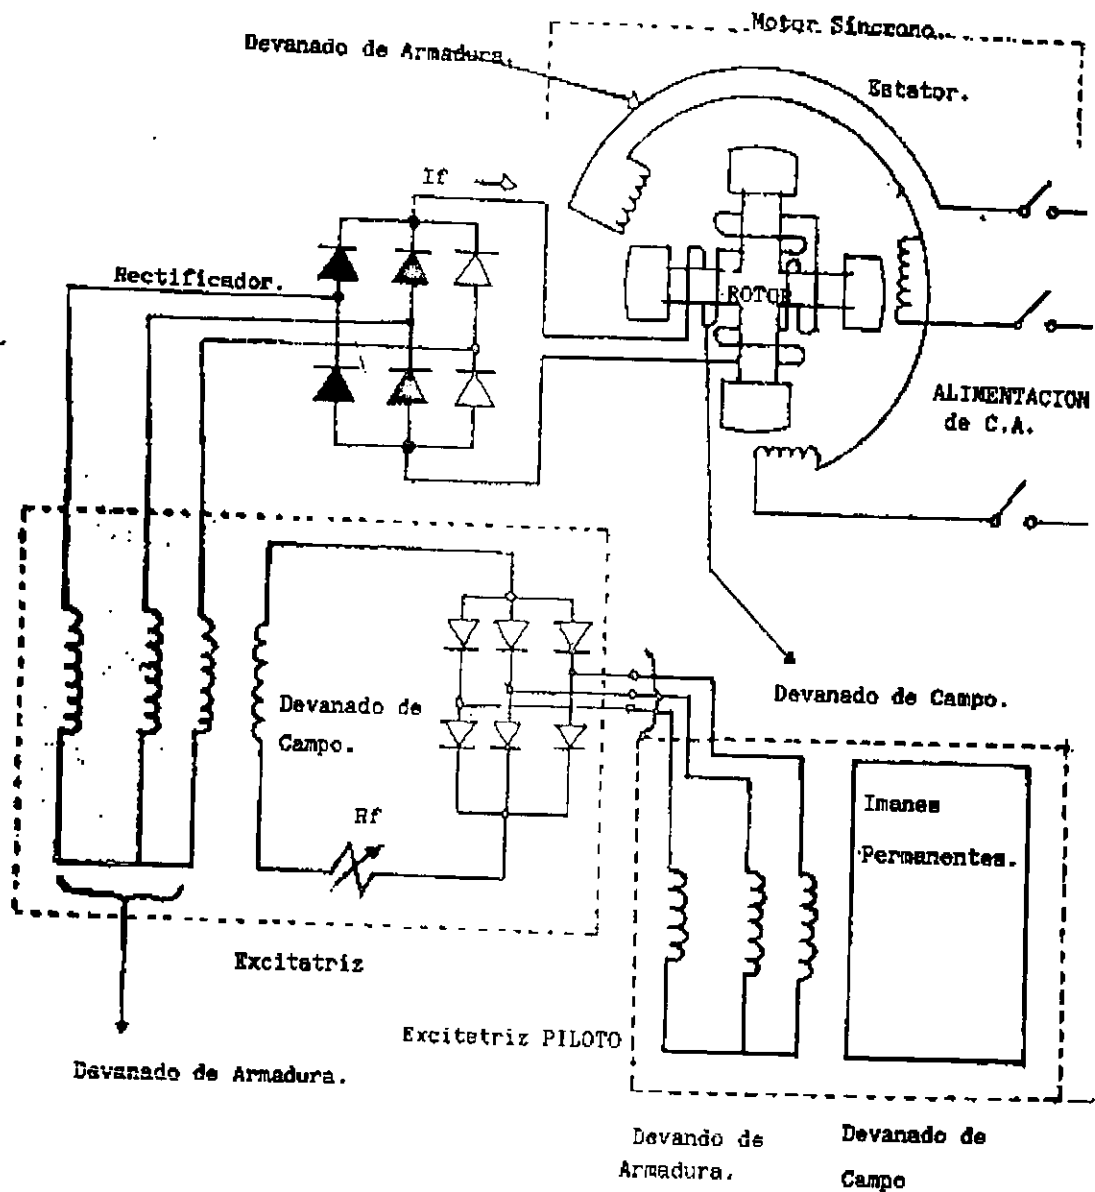 Motor Síncrono.
Devanado de Armadura.
Estator.
If
Rectificador.
ROTOR
ALIMENTACION
de C.A.
Devanado de
Campo.
Devanado de Campo.
Rf
Imanes
Permanentes.
Excitatriz
Excitatriz PILOTO
Devanado de Armadura.
Devando de
Armadura.
Devanado de
Campo